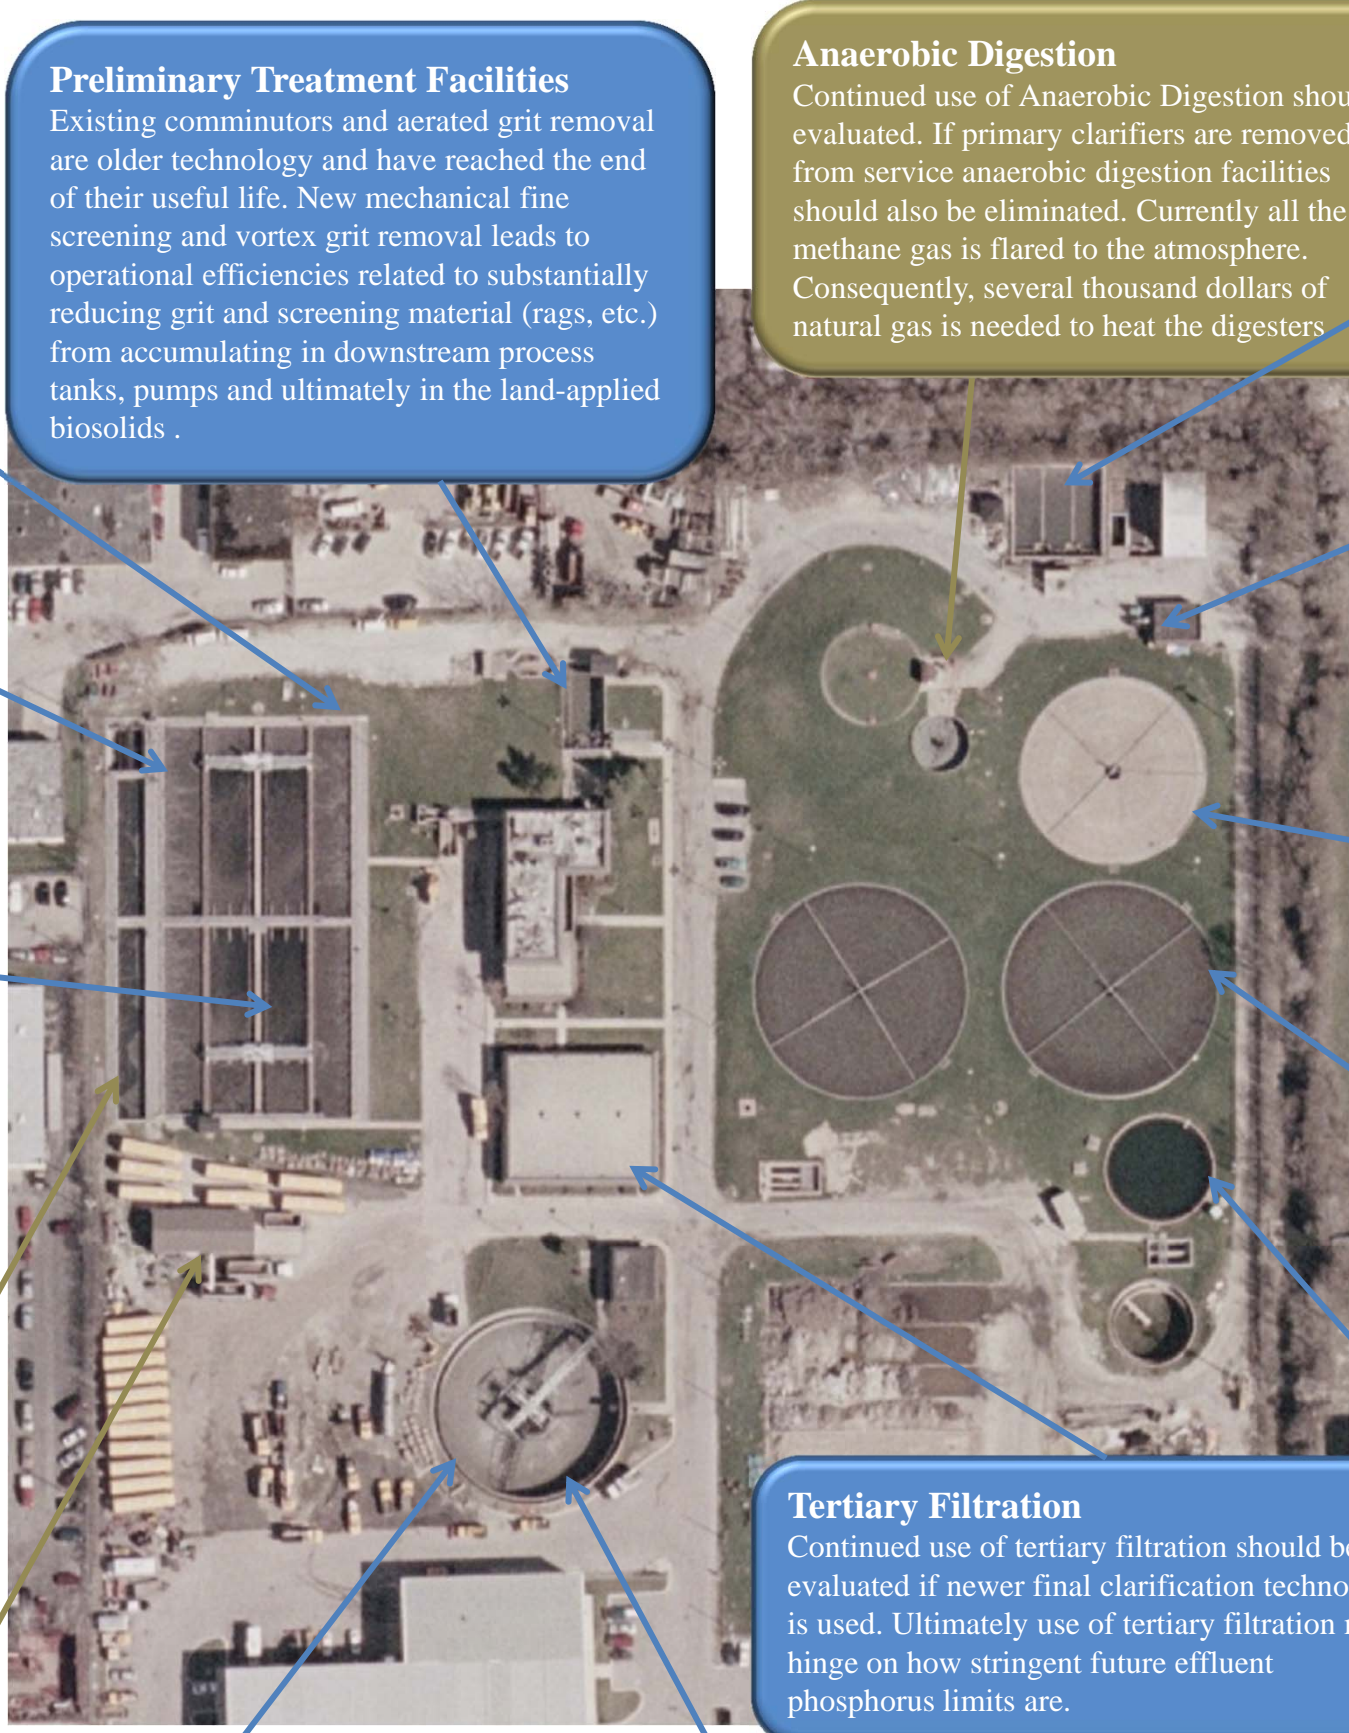 Preliminary Treatment Facilities
Existing comminutors and aerated grit removal
are older technology and have reached the end
of their useful life. New mechanical fine
screening and vortex grit removal leads to
operational efficiencies related to substantially
reducing grit and screening material (rags, etc.)
from accumulating in downstream process
tanks, pumps and ultimately in the land-applied
biosolids .
Anaerobic Digestion
Continued use of Anaerobic Digestion shou
evaluated. If primary clarifiers are removed
from service anaerobic digestion facilities
should also be eliminated. Currently all the
methane gas is flared to the atmosphere.
Consequently, several thousand dollars of
natural gas is needed to heat the digesters
Tertiary Filtration
Continued use of tertiary filtration should be
evaluated if newer final clarification techno
is used. Ultimately use of tertiary filtration
hinge on how stringent future effluent
phosphorus limits are.